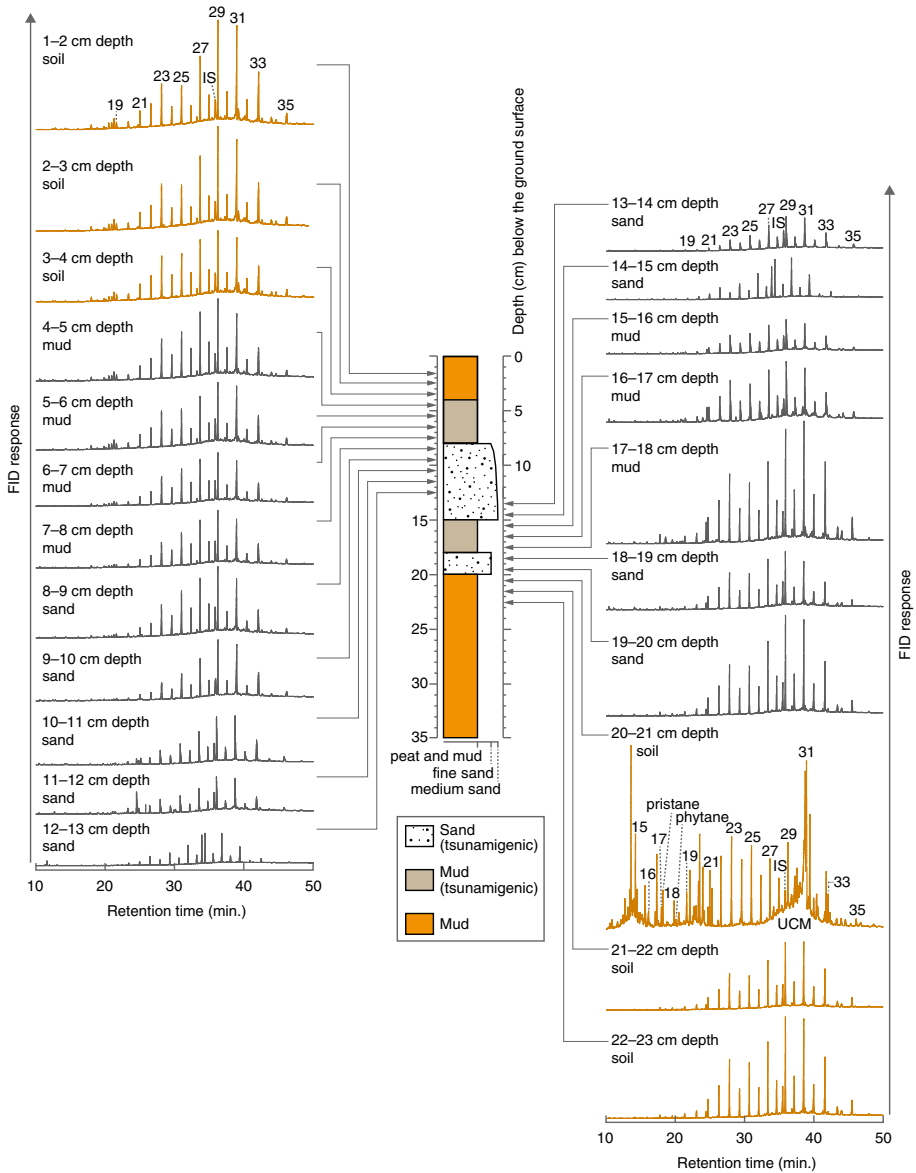 1–2 cm depth
soil
19
21
23
25
27
IS
29
31
33
35
2–3 cm depth
soil
3–4 cm depth
soil
4–5 cm depth
mud
5–6 cm depth
mud
6–7 cm depth
mud
7–8 cm depth
mud
8–9 cm depth
sand
9–10 cm depth
sand
10–11 cm depth
sand
11–12 cm depth
sand
12–13 cm depth
sand
10
20
30
40
50
Retention time (min.)
FID response
Depth (cm) below the ground surface
0
5
10
15
20
25
30
35
peat and mud
fine sand
medium sand
Sand
(tsunamigenic)
Mud
(tsunamigenic)
Mud
13–14 cm depth
sand
19
21
23
25
27
IS
29
31
33
35
14–15 cm depth
sand
15–16 cm depth
mud
16–17 cm depth
mud
17–18 cm depth
mud
18–19 cm depth
sand
19–20 cm depth
sand
20–21 cm depth
soil
15
16
17
pristane
phytane
18
19
21
23
25
27
IS
29
31
33
35
UCM
21–22 cm depth
soil
22–23 cm depth
soil
10
20
30
40
50
Retention time (min.)
FID response